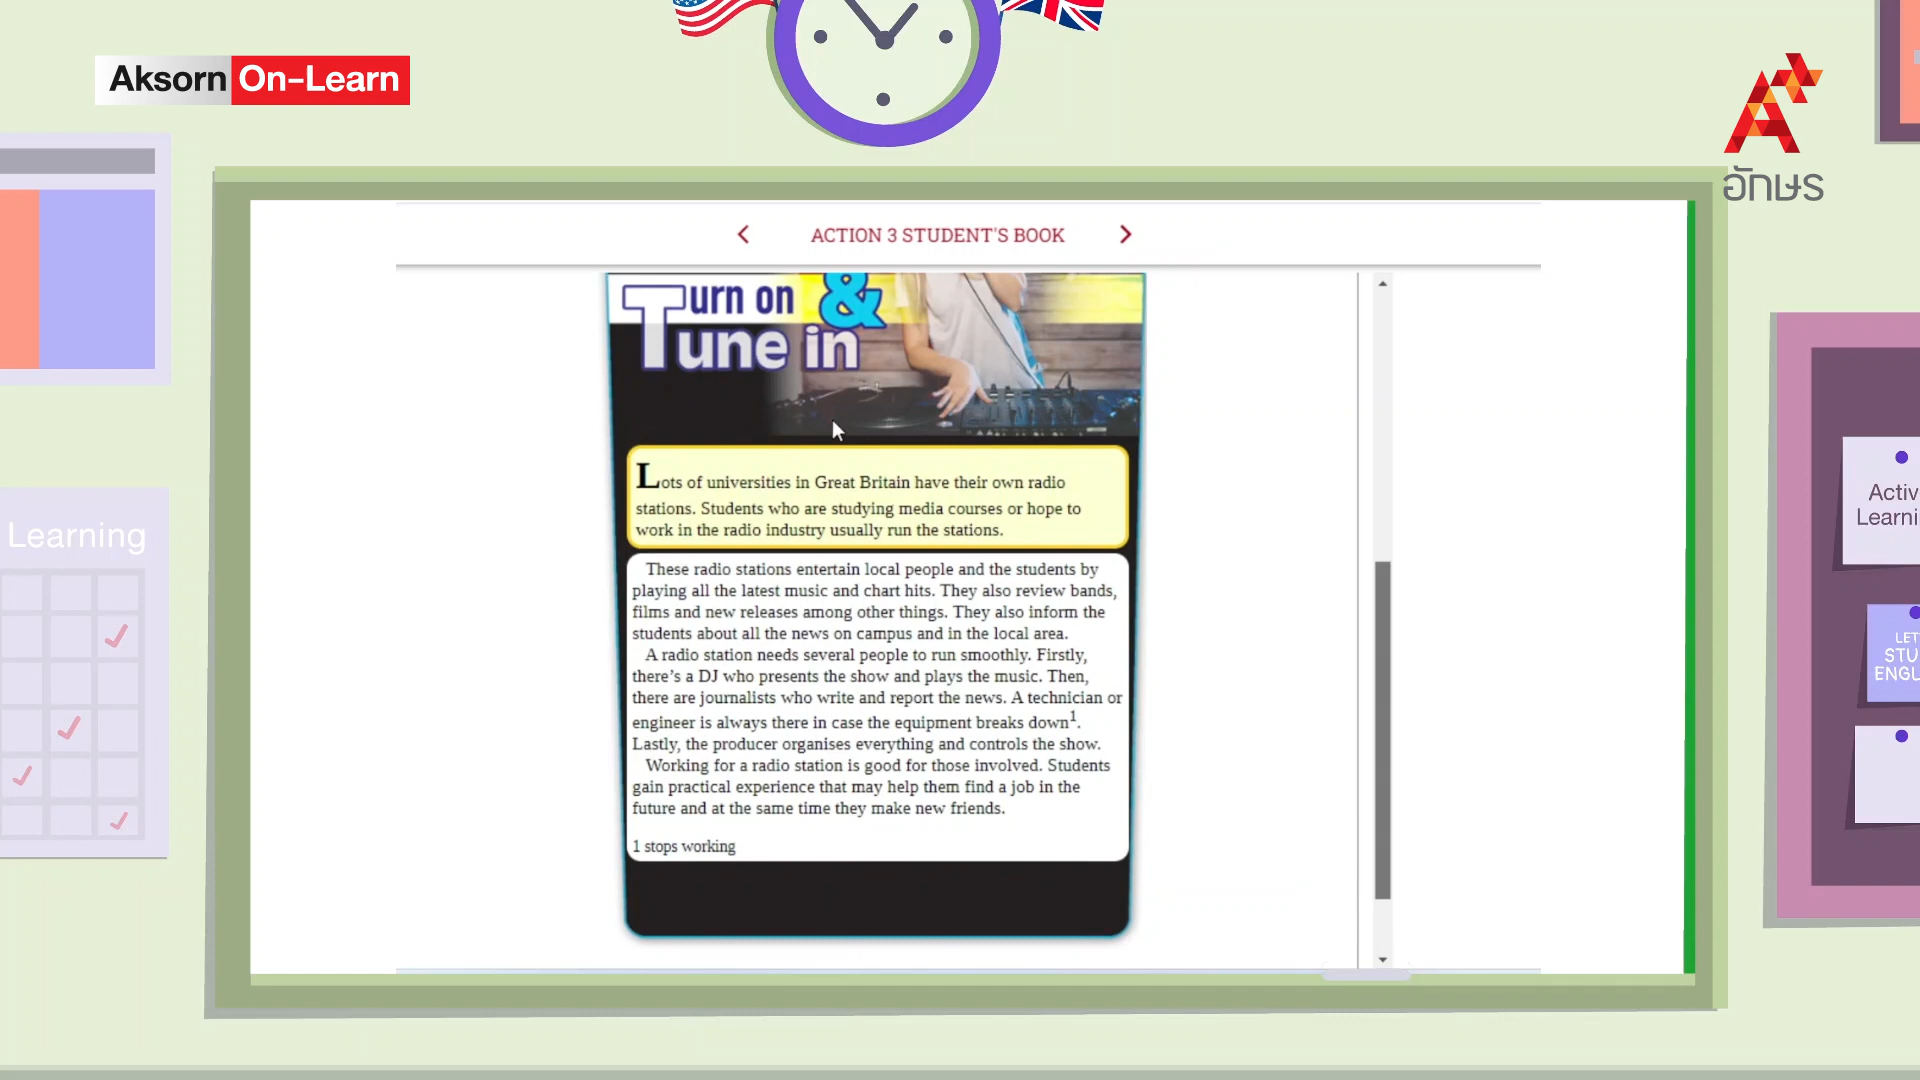 Aksorn On-Learn
อักษร
ACTION 3 STUDENT'S BOOK
Turn on &
Tune in
Lots of universities in Great Britain have their own radio
stations. Students who are studying media courses or hope to
work in the radio industry usually run the stations.
These radio stations entertain local people and the students by
playing all the latest music and chart hits. They also review bands,
films and new releases among other things. They also inform the
students about all the news on campus and in the local area.
A radio station needs several people to run smoothly. Firstly,
there's a DJ who presents the show and plays the music. Then,
there are journalists who write and report the news. A technician or
engineer is always there in case the equipment breaks down1.
Lastly, the producer organises everything and controls the show.
Working for a radio station is good for those involved. Students
gain practical experience that may help them find a job in the
future and at the same time they make new friends.
1 stops working
Learning
Activ
Learni
LET
STU
ENGL